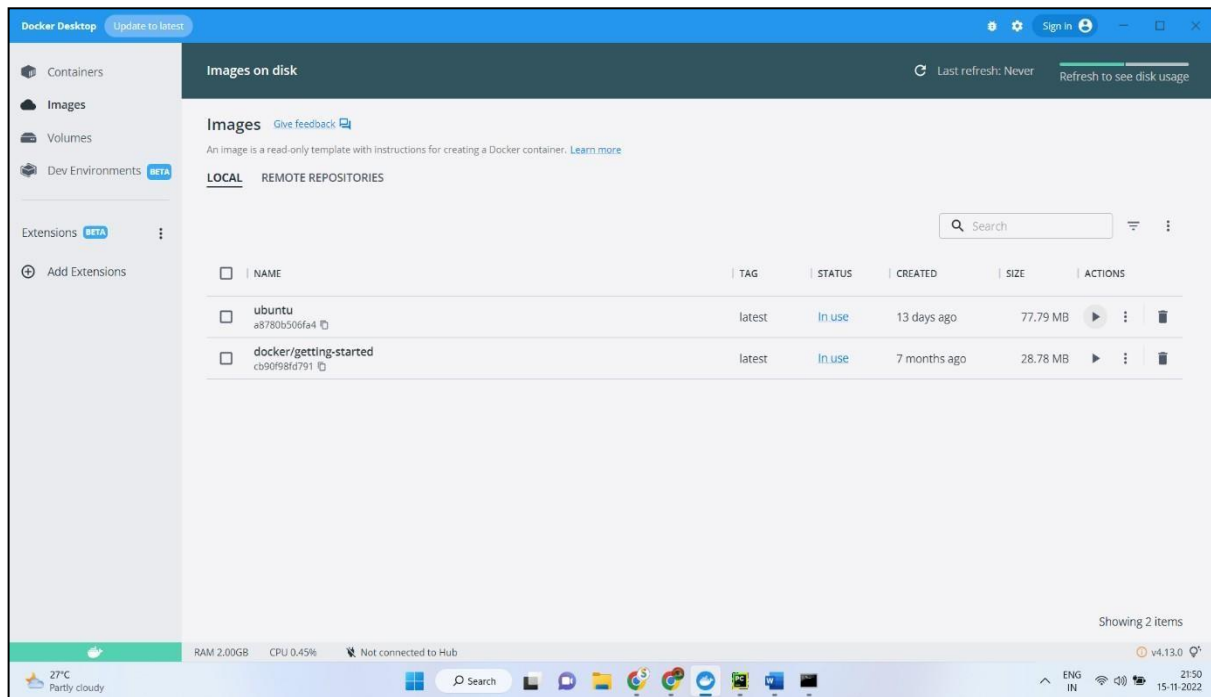 Docker Desktop Update to latest Sign in
Containers
Images
Volumes
Dev Environments BETA
Extensions BETA
Add Extensions
Images on disk Last refresh: Never Refresh to see disk usage
Images Give feedback
An image is a read-only template with instructions for creating a Docker container. Learn more
LOCAL REMOTE REPOSITORIES
Search
NAME TAG STATUS CREATED SIZE ACTIONS
ubuntu latest In use 13 days ago 77.79 MB
a8780b506fa4
docker/getting-started latest In use 7 months ago 28.78 MB
cb90f98fd791
Showing 2 items
RAM 2.00GB CPU 0.45% Not connected to Hub v4.13.0
27°C
Partly cloudy
Search
ENG
IN
21:50
15-11-2022